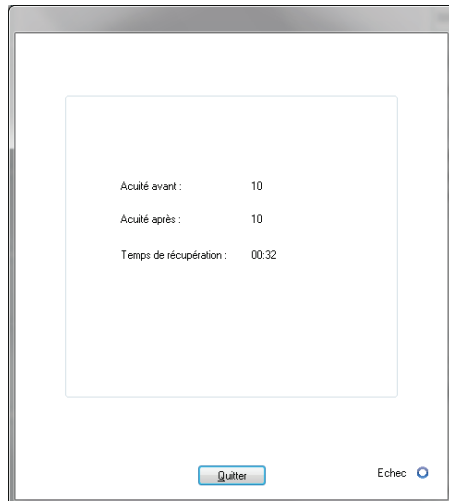 Acuité avant : 10
Acuité après : 10
Temps de récupération : 00:32
Quitter
Echec